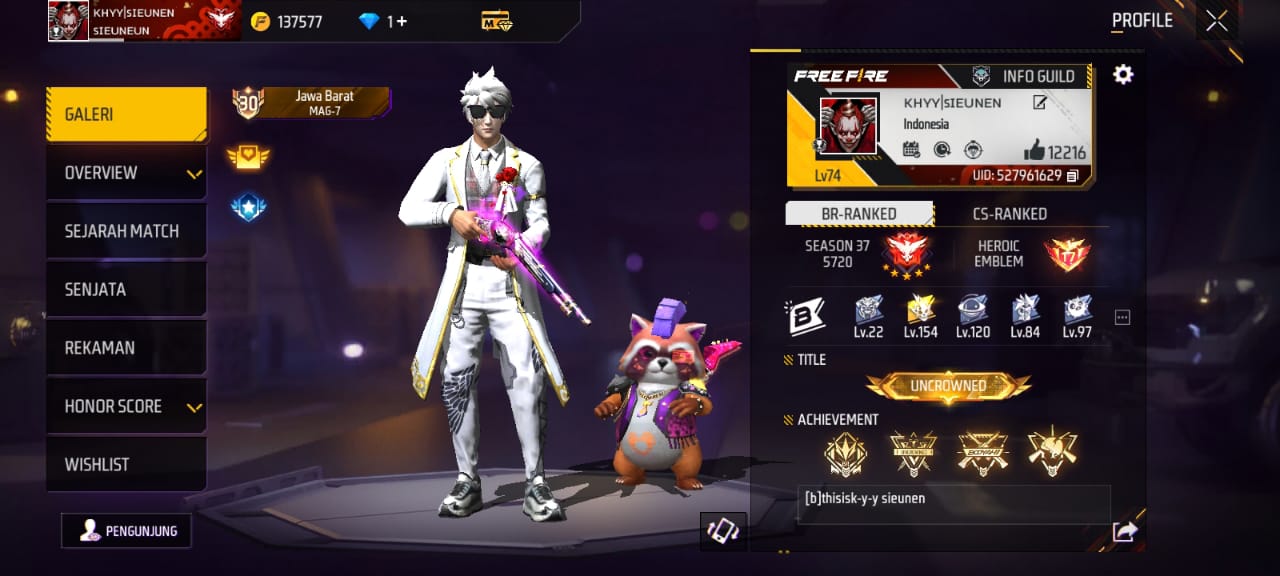 KHYY|SIEUNEN
SIEUNEUN
137577
1+
M
PROFILE
GALERI
OVERVIEW
SEJARAH MATCH
SENJATA
REKAMAN
HONOR SCORE
WISHLIST
PENGUNJUNG
30
Jawa Barat
MAG-7
FREE FIRE
INFO GUILD
KHYY|SIEUNEN
Indonesia
12216
Lv74
UID: 527961629
BR-RANKED
CS-RANKED
SEASON 37
5720
HEROIC
EMBLEM
17
B
Lv.22
Lv.154
Lv.120
Lv.84
Lv.97
TITLE
UNCROWNED
ACHIEVEMENT
[b]thisisk-y-y sieunen